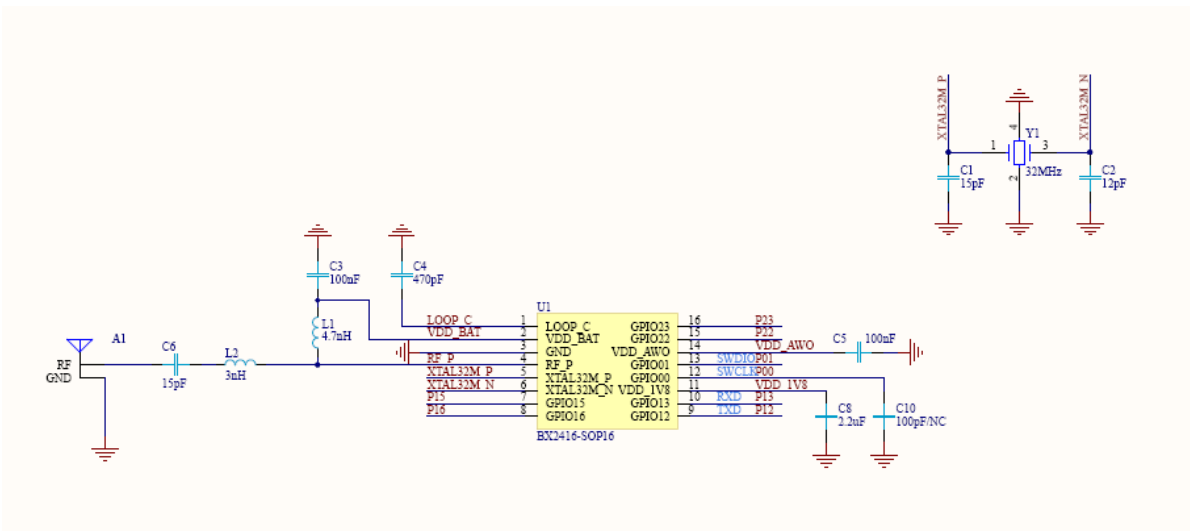 XTAL32M_P
XTAL32M_N
4
Y1
1
3
C1
15pF
2
32MHz
C2
12pF
C3
100nF
C4
470pF
L1
4.7nH
A1
RF
GND
C6
15pF
L2
3nH
U1
LOOP_C 1 LOOP_C GPIO23 16 P23
VDD_BAT 2 VDD_BAT GPIO22 15 P22
3 GND VDD_AWO 14 VDD_AWO
RF_P 4 RF_P GPIO01 13 SWDIO P01
XTAL32M_P 5 XTAL32M_P GPIO00 12 SWCLK P00
XTAL32M_N 6 XTAL32M_N VDD_1V8 11 VDD_1V8
P15 7 GPIO15 GPIO13 10 RXD P13
P16 8 GPIO16 GPIO12 9 TXD P12
BX2416-SOP16
C5 100nF
C8
2.2uF
C10
100pF/NC